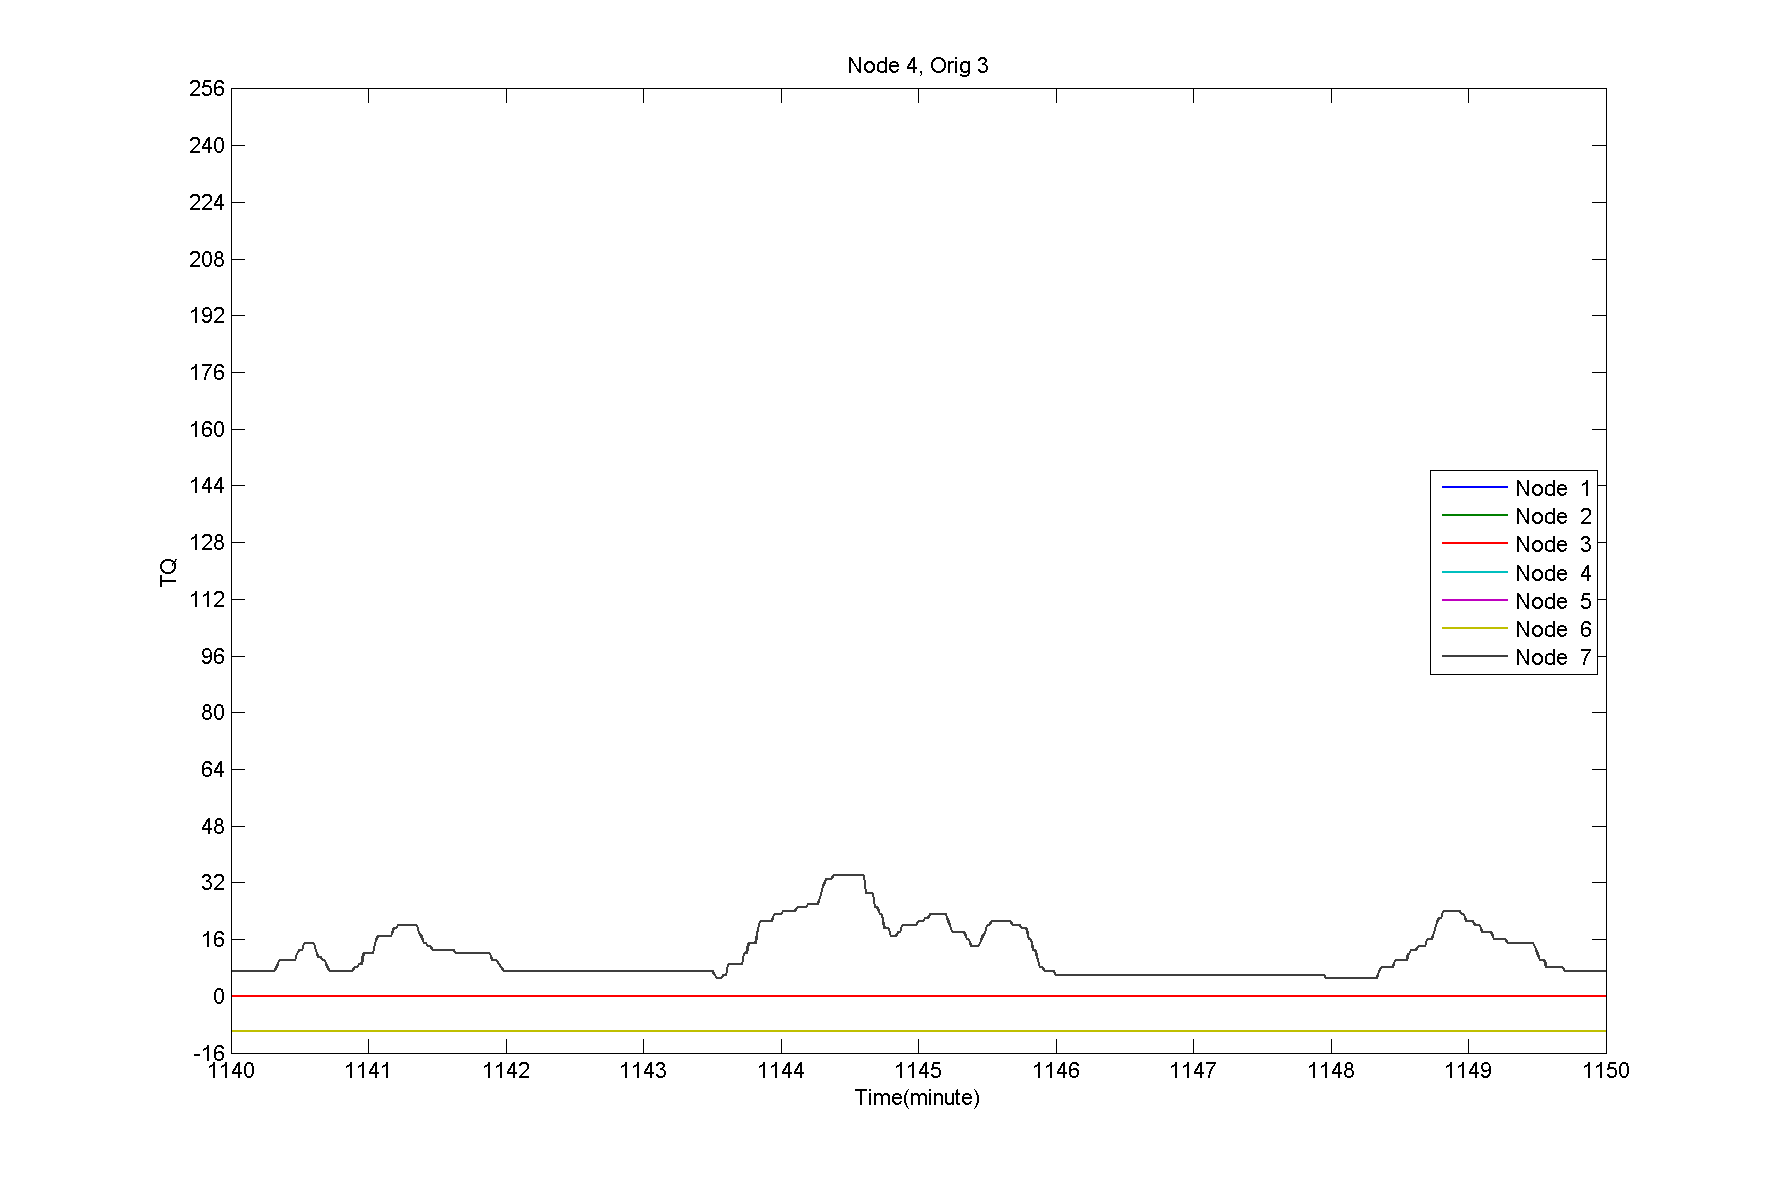 Node 4, Orig 3
256
240
224
208
192
176
160
144
128
112
96
80
64
48
32
16
0
-16
TQ
Node 1
Node 2
Node 3
Node 4
Node 5
Node 6
Node 7
1140 1141 1142 1143 1144 1145 1146 1147 1148 1149 1150
Time(minute)